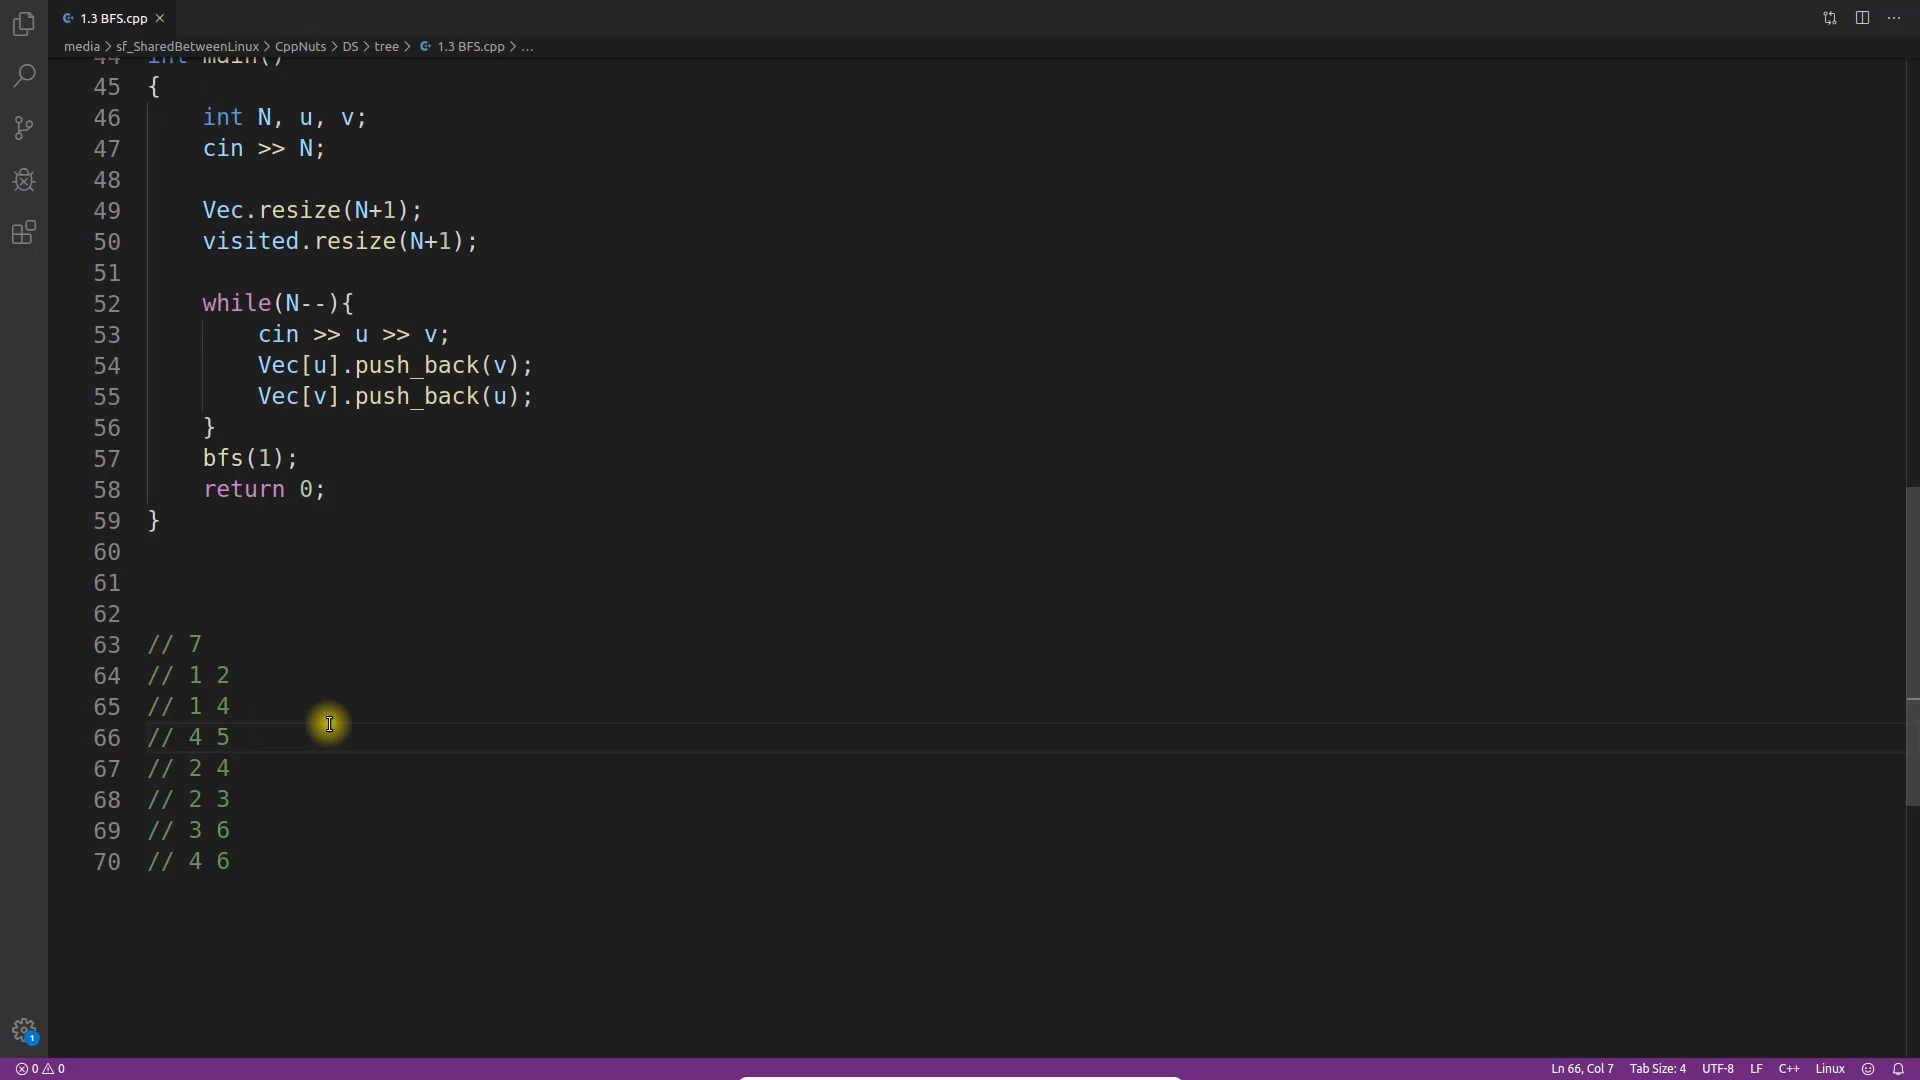 1.3 BFS.cpp
media > sf_SharedBetweenLinux > CppNuts > DS > tree > 1.3 BFS.cpp > ...
44 int main()
45 {
46 int N, u, v;
47 cin >> N;
48
49 Vec.resize(N+1);
50 visited.resize(N+1);
51
52 while(N--){
53 cin >> u >> v;
54 Vec[u].push_back(v);
55 Vec[v].push_back(u);
56 }
57 bfs(1);
58 return 0;
59 }
60
61
62
63 // 7
64 // 1 2
65 // 1 4
66 // 4 5
67 // 2 4
68 // 2 3
69 // 3 6
70 // 4 6
1
0 0 Ln 66, Col 7 Tab Size: 4 UTF-8 LF C++ Linux